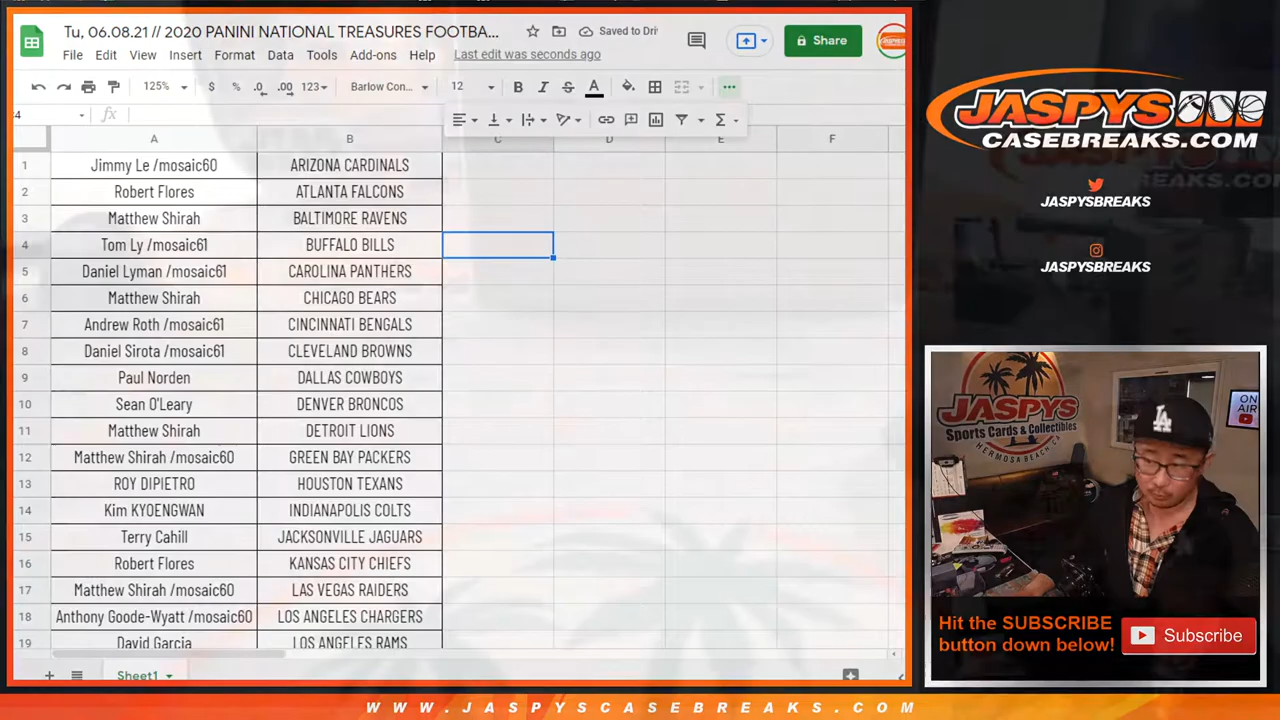 Tu, 06.08.21 // 2020 PANINI NATIONAL TREASURES FOOTBA...
Saved to Dri
File Edit View Insert Format Data Tools Add-ons Help Last edit was seconds ago
Share
125% $ % .0 .00 123 Barlow Con... 12 B I S A
fx
A B C D E F
1 Jimmy Le /mosaic60 ARIZONA CARDINALS
2 Robert Flores ATLANTA FALCONS
3 Matthew Shirah BALTIMORE RAVENS
4 Tom Ly /mosaic61 BUFFALO BILLS
5 Daniel Lyman /mosaic61 CAROLINA PANTHERS
6 Matthew Shirah CHICAGO BEARS
7 Andrew Roth /mosaic61 CINCINNATI BENGALS
8 Daniel Sirota /mosaic61 CLEVELAND BROWNS
9 Paul Norden DALLAS COWBOYS
10 Sean O'Leary DENVER BRONCOS
11 Matthew Shirah DETROIT LIONS
12 Matthew Shirah /mosaic60 GREEN BAY PACKERS
13 ROY DIPIETRO HOUSTON TEXANS
14 Kim KYOENGWAN INDIANAPOLIS COLTS
15 Terry Cahill JACKSONVILLE JAGUARS
16 Robert Flores KANSAS CITY CHIEFS
17 Matthew Shirah /mosaic60 LAS VEGAS RAIDERS
18 Anthony Goode-Wyatt /mosaic60 LOS ANGELES CHARGERS
19 David Garcia LOS ANGELES RAMS
Sheet1
JASPYS
CASEBREAKS.COM
JASPYSBREAKS
JASPYSBREAKS
JASPYS
Sports Cards & Collectibles
HERMOSA BEACH, CA
ON
AIR
LA
Hit the SUBSCRIBE
button down below!
Subscribe
WWW.JASPYSCASEBREAKS.COM